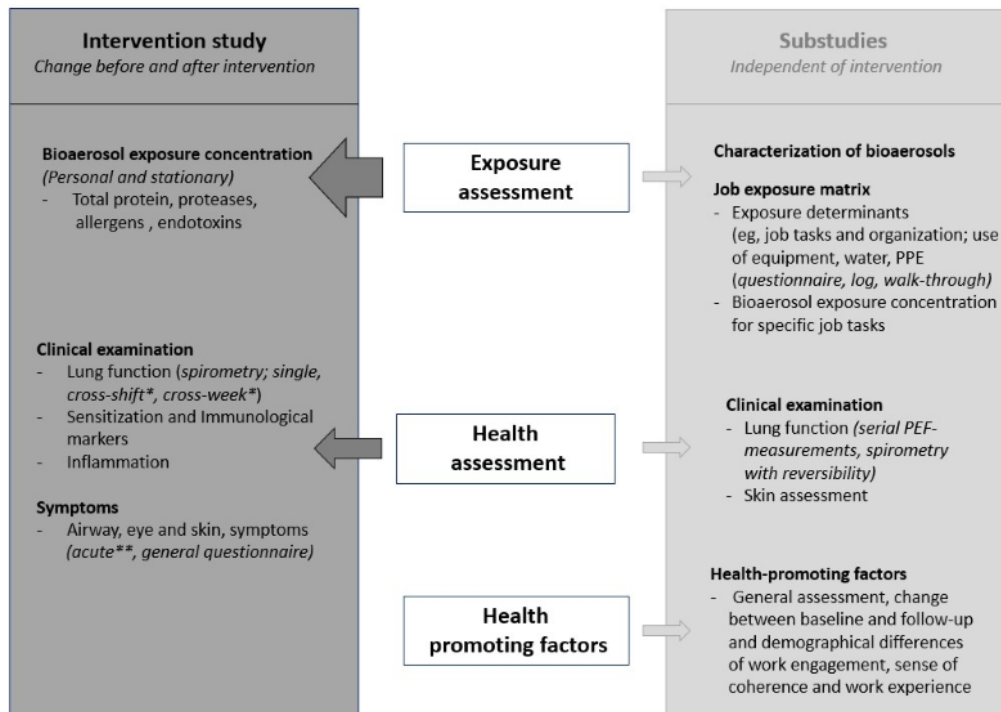 Intervention study
Change before and after intervention
Bioaerosol exposure concentration
(Personal and stationary)
- Total protein, proteases,
allergens , endotoxins
Clinical examination
- Lung function (spirometry; single,
cross-shift*, cross-week*)
- Sensitization and Immunological
markers
- Inflammation
Symptoms
- Airway, eye and skin, symptoms
(acute**, general questionnaire)
Exposure
assessment
Health
assessment
Health
promoting factors
Substudies
Independent of intervention
Characterization of bioaerosols
Job exposure matrix
- Exposure determinants
(eg, job tasks and organization; use
of equipment, water, PPE
(questionnaire, log, walk-through)
- Bioaerosol exposure concentration
for specific job tasks
Clinical examination
- Lung function (serial PEF-
measurements, spirometry
with reversibility)
- Skin assessment
Health-promoting factors
- General assessment, change
between baseline and follow-up
and demographical differences
of work engagement, sense of
coherence and work experience